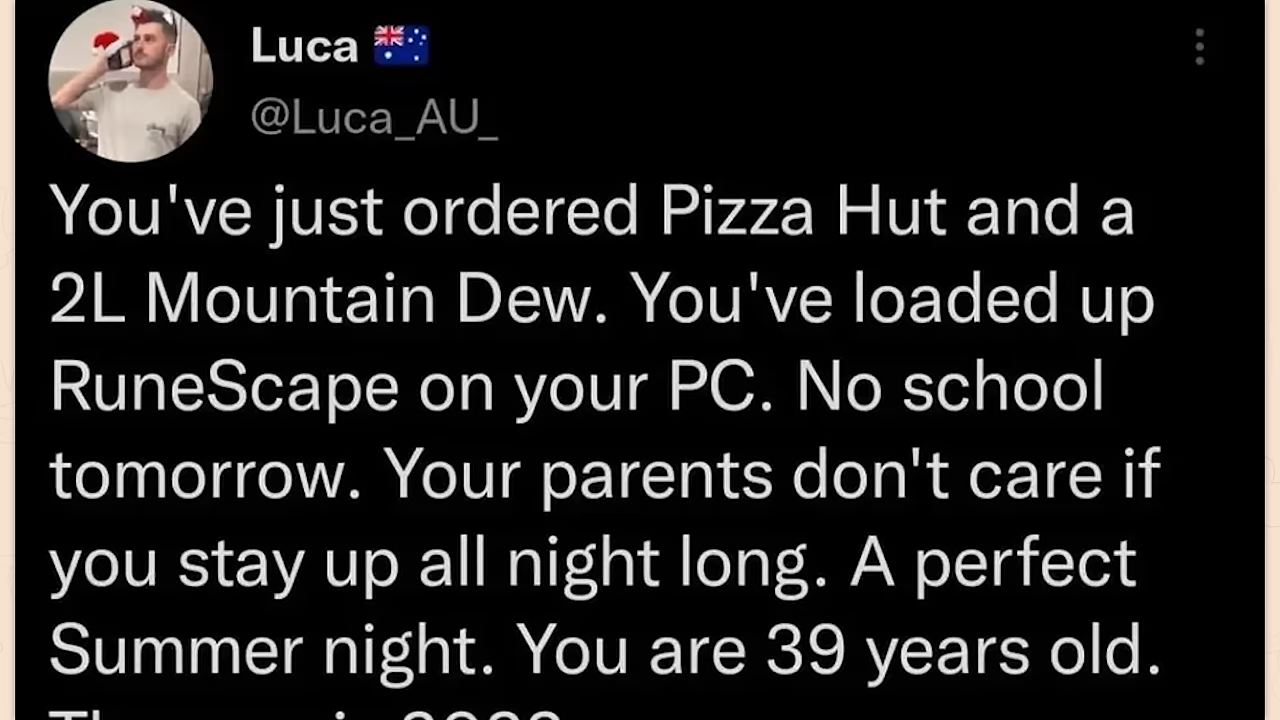 Luca 🇦🇺
@Luca_AU_
You've just ordered Pizza Hut and a
2L Mountain Dew. You've loaded up
RuneScape on your PC. No school
tomorrow. Your parents don't care if
you stay up all night long. A perfect
Summer night. You are 39 years old.